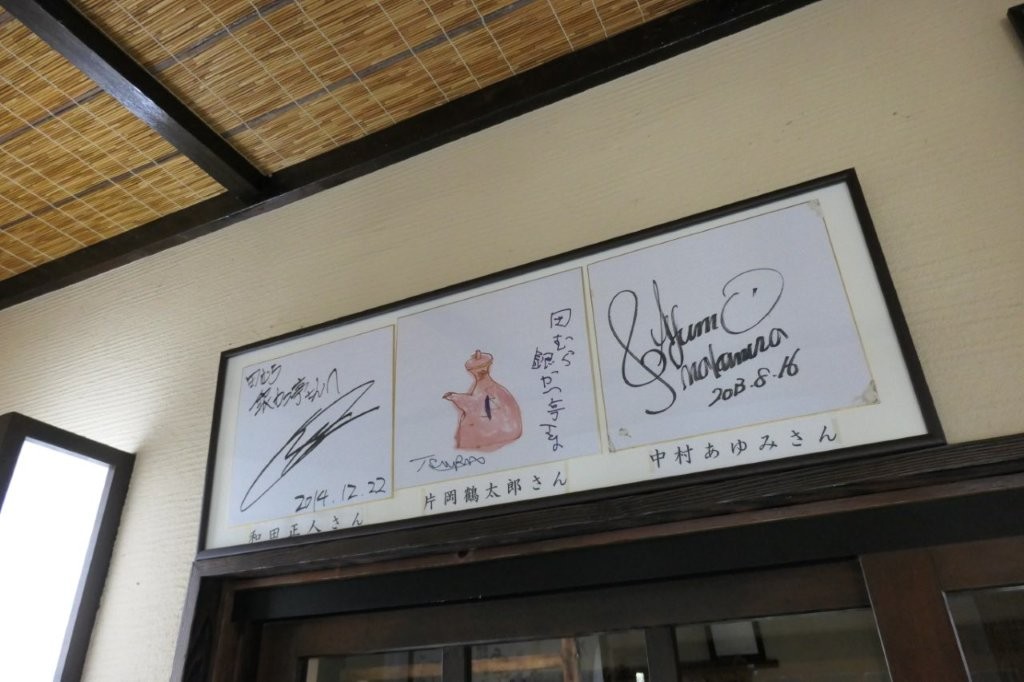 田むら
銀かつ亭さんへ
2014.12.22
和田正人さん
田むら
銀かつ亭さま
片岡鶴太郎さん
Ayumi
Nakamura
2013.8.16
中村あゆみさん